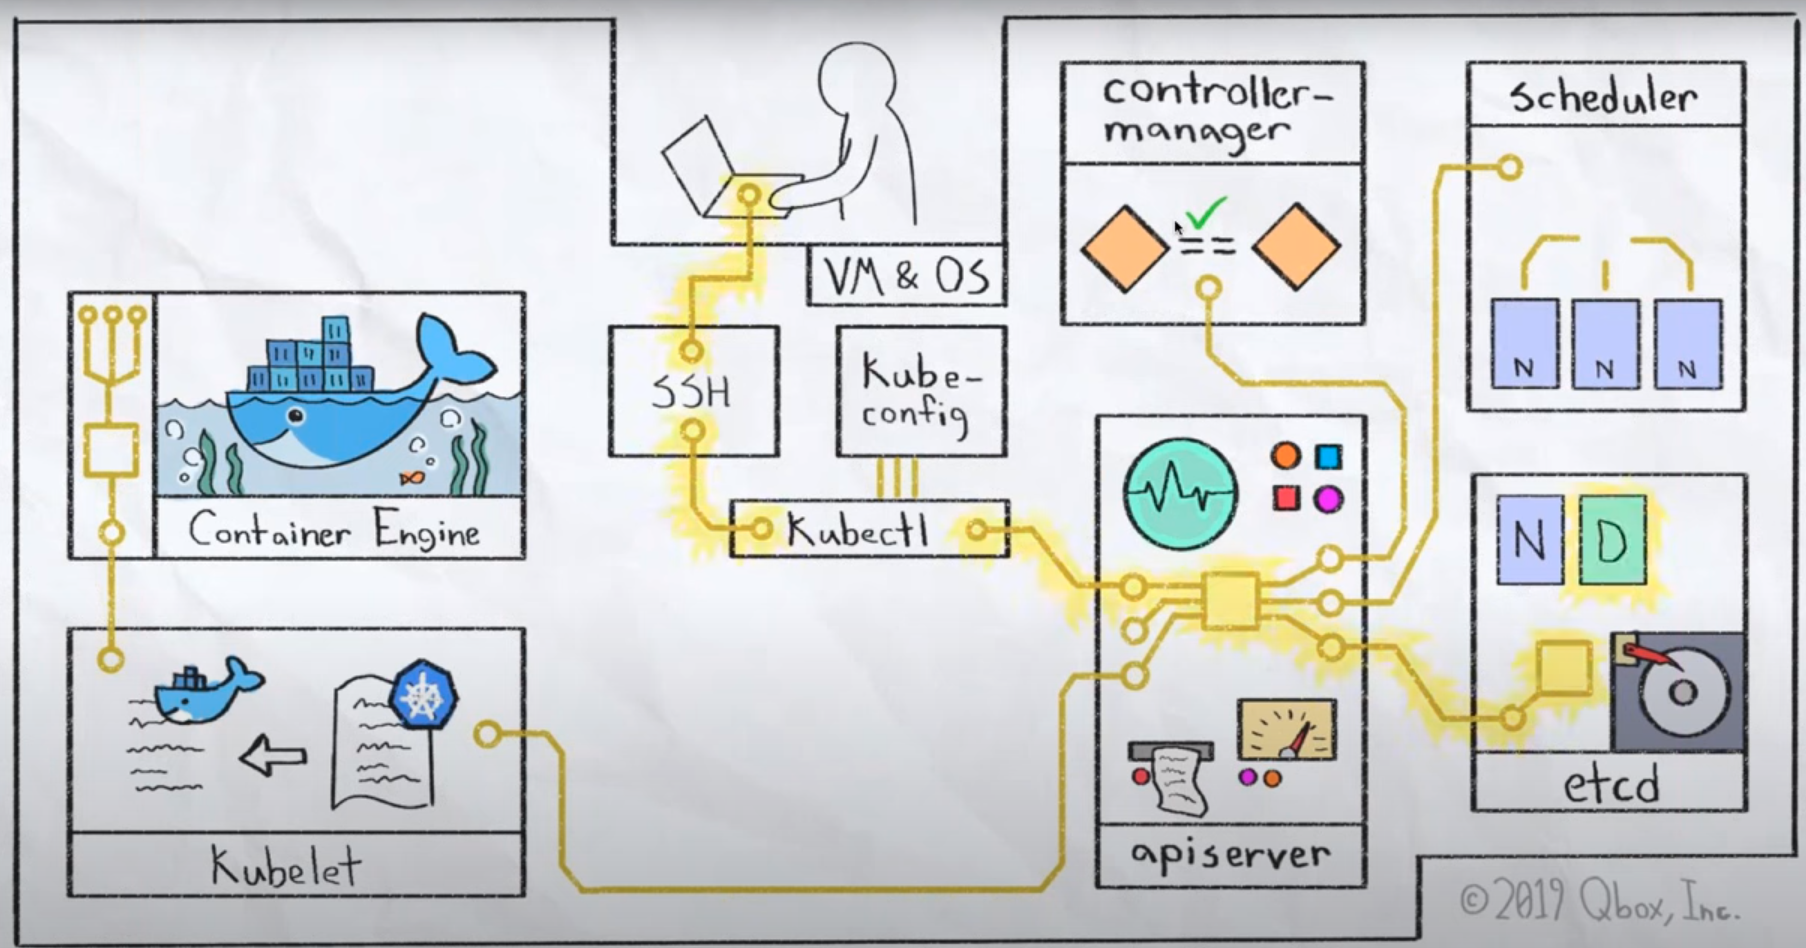 controller-
manager
scheduler
VM & OS
SSH
Kube-
config
N N N
Container Engine
Kubectl
N D
etcd
Kubelet
apiserver
©2019 Qbox, Inc.